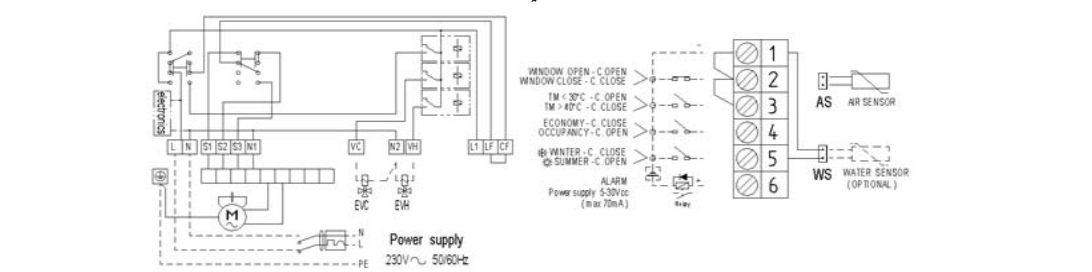 electronics
L N S1 S2 S3 N1 VC N2 VH L1 LF CF
EVC EVH
M
N
L
PE
Power supply
230V 50/60Hz
WINDOW OPEN - C. OPEN
WINDOW CLOSE - C. CLOSE
TM < 30°C - C. OPEN
TM > 40°C - C. CLOSE
ECONOMY - C. CLOSE
OCCUPANCY - C. OPEN
WINTER - C. CLOSE
SUMMER - C. OPEN
ALARM
Power supply 5-30Vcc
(max 70mA)
Relay
1
2
3
4
5
6
AS
AIR SENSOR
WS
WATER SENSOR
(OPTIONAL)